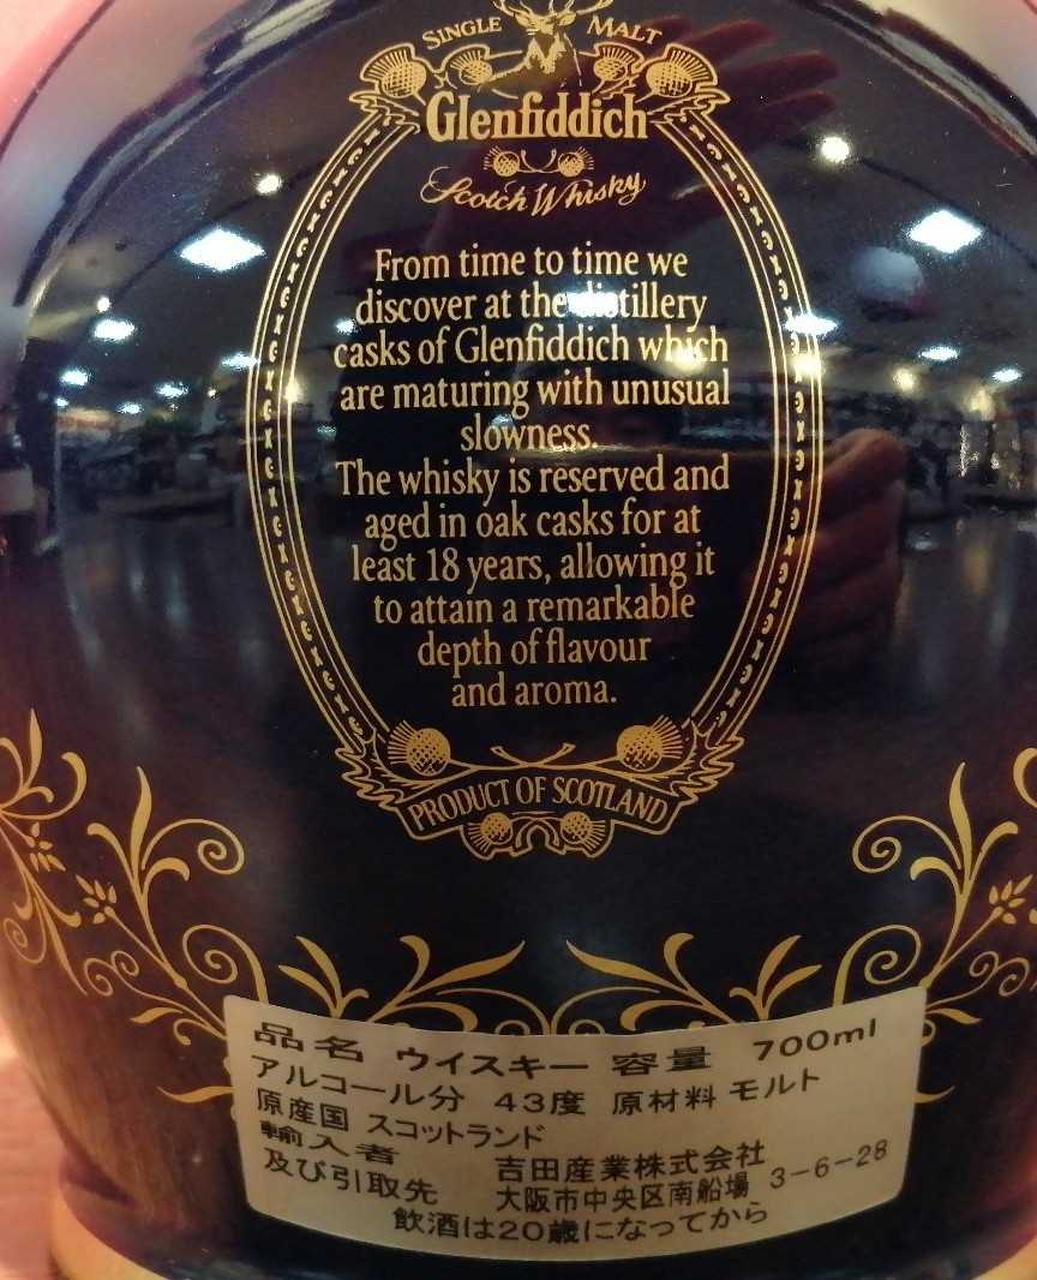 SINGLE MALT
Glenfiddich
Scotch Whisky
From time to time we
discover at the distillery
casks of Glenfiddich which
are maturing with unusual
slowness.
The whisky is reserved and
aged in oak casks for at
least 18 years, allowing it
to attain a remarkable
depth of flavour
and aroma.
PRODUCT OF SCOTLAND
品名 ウイスキー 容量 700ml
アルコール分 43度 原材料 モルト
原産国 スコットランド
輸入者 吉田産業株式会社
及び引取先 大阪市中央区南船場 3-6-28
飲酒は20歳になってから